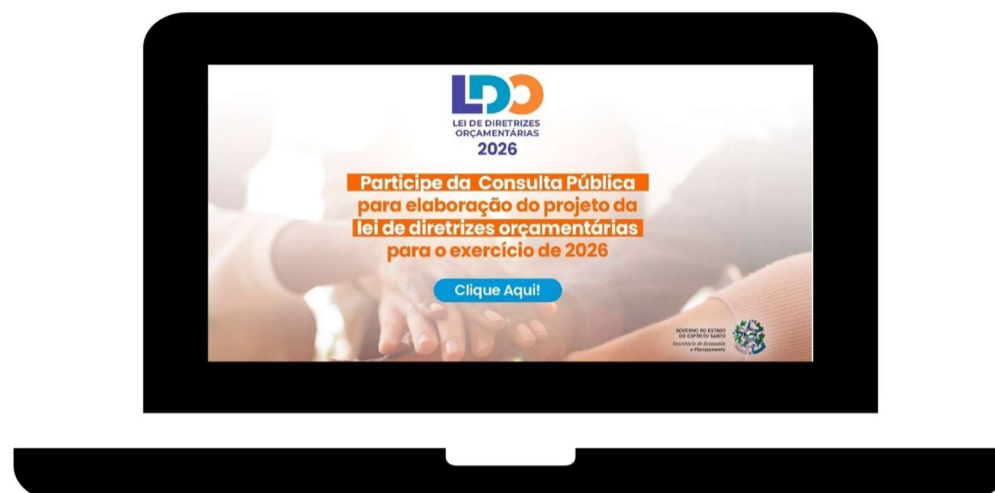 LDO
LEI DE DIRETRIZES
ORÇAMENTÁRIAS
2026
Participe da Consulta Pública
para elaboração do projeto da
lei de diretrizes orçamentárias
para o exercício de 2026
Clique Aqui!
GOVERNO DO ESTADO
DO ESPÍRITO SANTO
Secretaria de Economia
e Planejamento